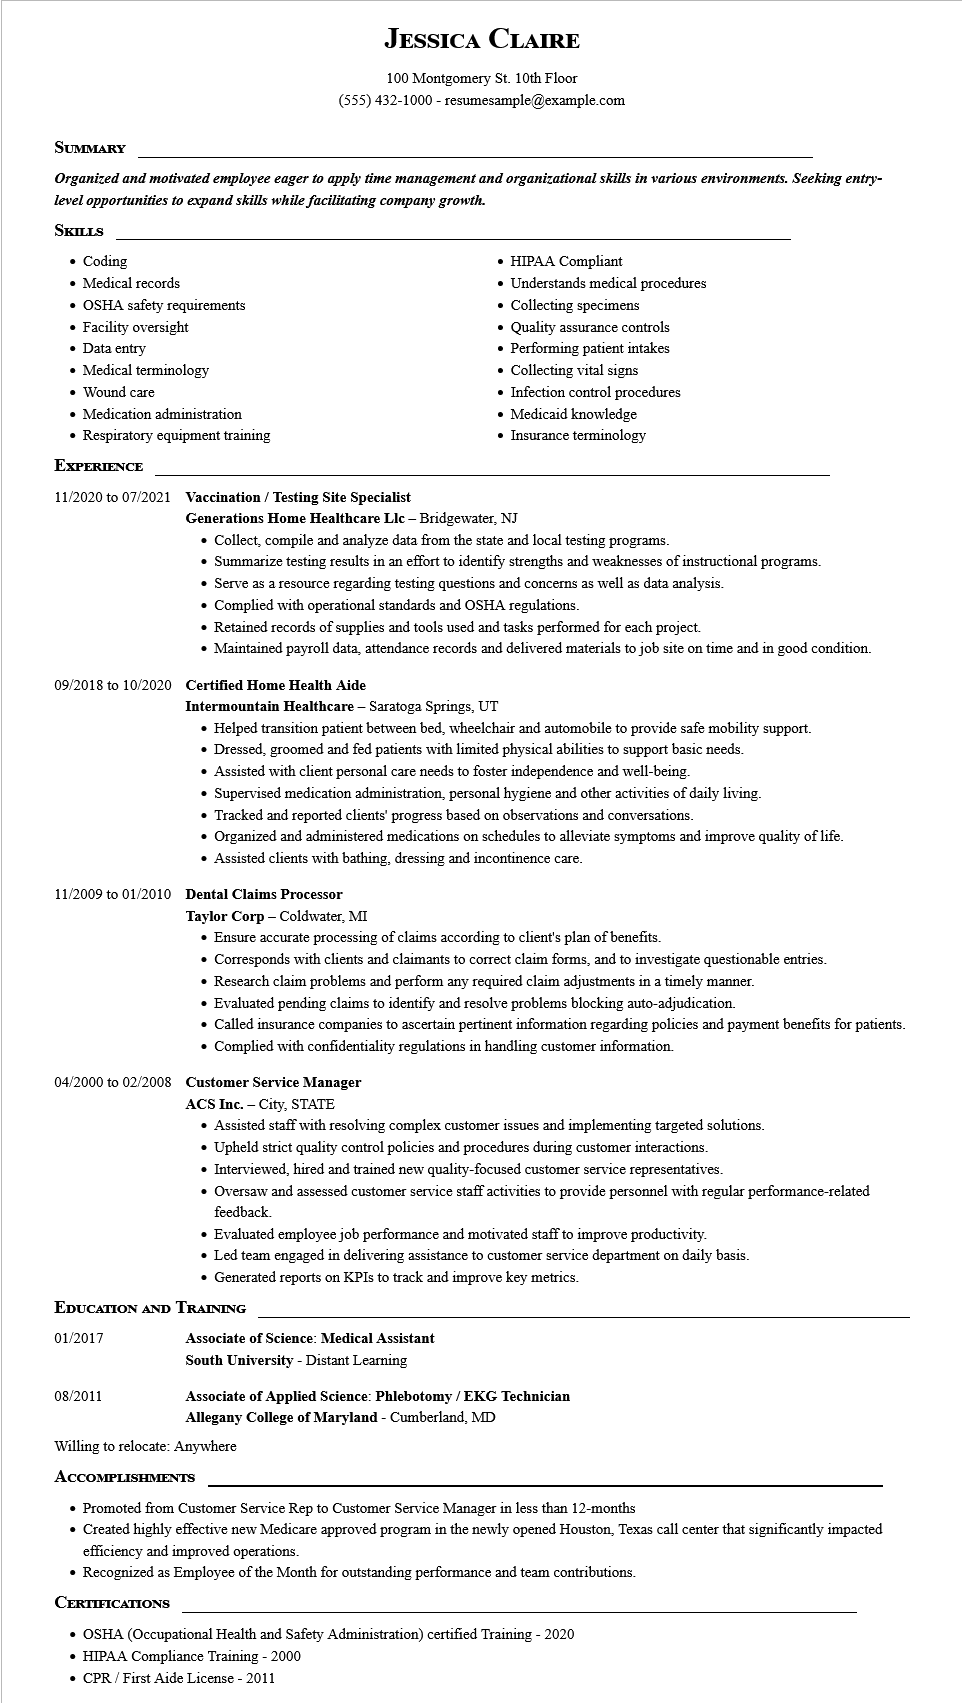 Jessica Claire
100 Montgomery St. 10th Floor
(555) 432-1000 - resumesample@example.com
Summary
Organized and motivated employee eager to apply time management and organizational skills in various environments. Seeking entry-
level opportunities to expand skills while facilitating company growth.
Skills
• Coding
• Medical records
• OSHA safety requirements
• Facility oversight
• Data entry
• Medical terminology
• Wound care
• Medication administration
• Respiratory equipment training
• HIPAA Compliant
• Understands medical procedures
• Collecting specimens
• Quality assurance controls
• Performing patient intakes
• Collecting vital signs
• Infection control procedures
• Medicaid knowledge
• Insurance terminology
Experience
11/2020 to 07/2021 Vaccination / Testing Site Specialist
Generations Home Healthcare Llc – Bridgewater, NJ
• Collect, compile and analyze data from the state and local testing programs.
• Summarize testing results in an effort to identify strengths and weaknesses of instructional programs.
• Serve as a resource regarding testing questions and concerns as well as data analysis.
• Complied with operational standards and OSHA regulations.
• Retained records of supplies and tools used and tasks performed for each project.
• Maintained payroll data, attendance records and delivered materials to job site on time and in good condition.
09/2018 to 10/2020 Certified Home Health Aide
Intermountain Healthcare – Saratoga Springs, UT
• Helped transition patient between bed, wheelchair and automobile to provide safe mobility support.
• Dressed, groomed and fed patients with limited physical abilities to support basic needs.
• Assisted with client personal care needs to foster independence and well-being.
• Supervised medication administration, personal hygiene and other activities of daily living.
• Tracked and reported clients' progress based on observations and conversations.
• Organized and administered medications on schedules to alleviate symptoms and improve quality of life.
• Assisted clients with bathing, dressing and incontinence care.
11/2009 to 01/2010 Dental Claims Processor
Taylor Corp – Coldwater, MI
• Ensure accurate processing of claims according to client's plan of benefits.
• Corresponds with clients and claimants to correct claim forms, and to investigate questionable entries.
• Research claim problems and perform any required claim adjustments in a timely manner.
• Evaluated pending claims to identify and resolve problems blocking auto-adjudication.
• Called insurance companies to ascertain pertinent information regarding policies and payment benefits for patients.
• Complied with confidentiality regulations in handling customer information.
04/2000 to 02/2008 Customer Service Manager
ACS Inc. – City, STATE
• Assisted staff with resolving complex customer issues and implementing targeted solutions.
• Upheld strict quality control policies and procedures during customer interactions.
• Interviewed, hired and trained new quality-focused customer service representatives.
• Oversaw and assessed customer service staff activities to provide personnel with regular performance-related
feedback.
• Evaluated employee job performance and motivated staff to improve productivity.
• Led team engaged in delivering assistance to customer service department on daily basis.
• Generated reports on KPIs to track and improve key metrics.
Education and Training
01/2017 Associate of Science: Medical Assistant
South University - Distant Learning
08/2011 Associate of Applied Science: Phlebotomy / EKG Technician
Allegany College of Maryland - Cumberland, MD
Willing to relocate: Anywhere
Accomplishments
• Promoted from Customer Service Rep to Customer Service Manager in less than 12-months
• Created highly effective new Medicare approved program in the newly opened Houston, Texas call center that significantly impacted
efficiency and improved operations.
• Recognized as Employee of the Month for outstanding performance and team contributions.
Certifications
• OSHA (Occupational Health and Safety Administration) certified Training - 2020
• HIPAA Compliance Training - 2000
• CPR / First Aide License - 2011